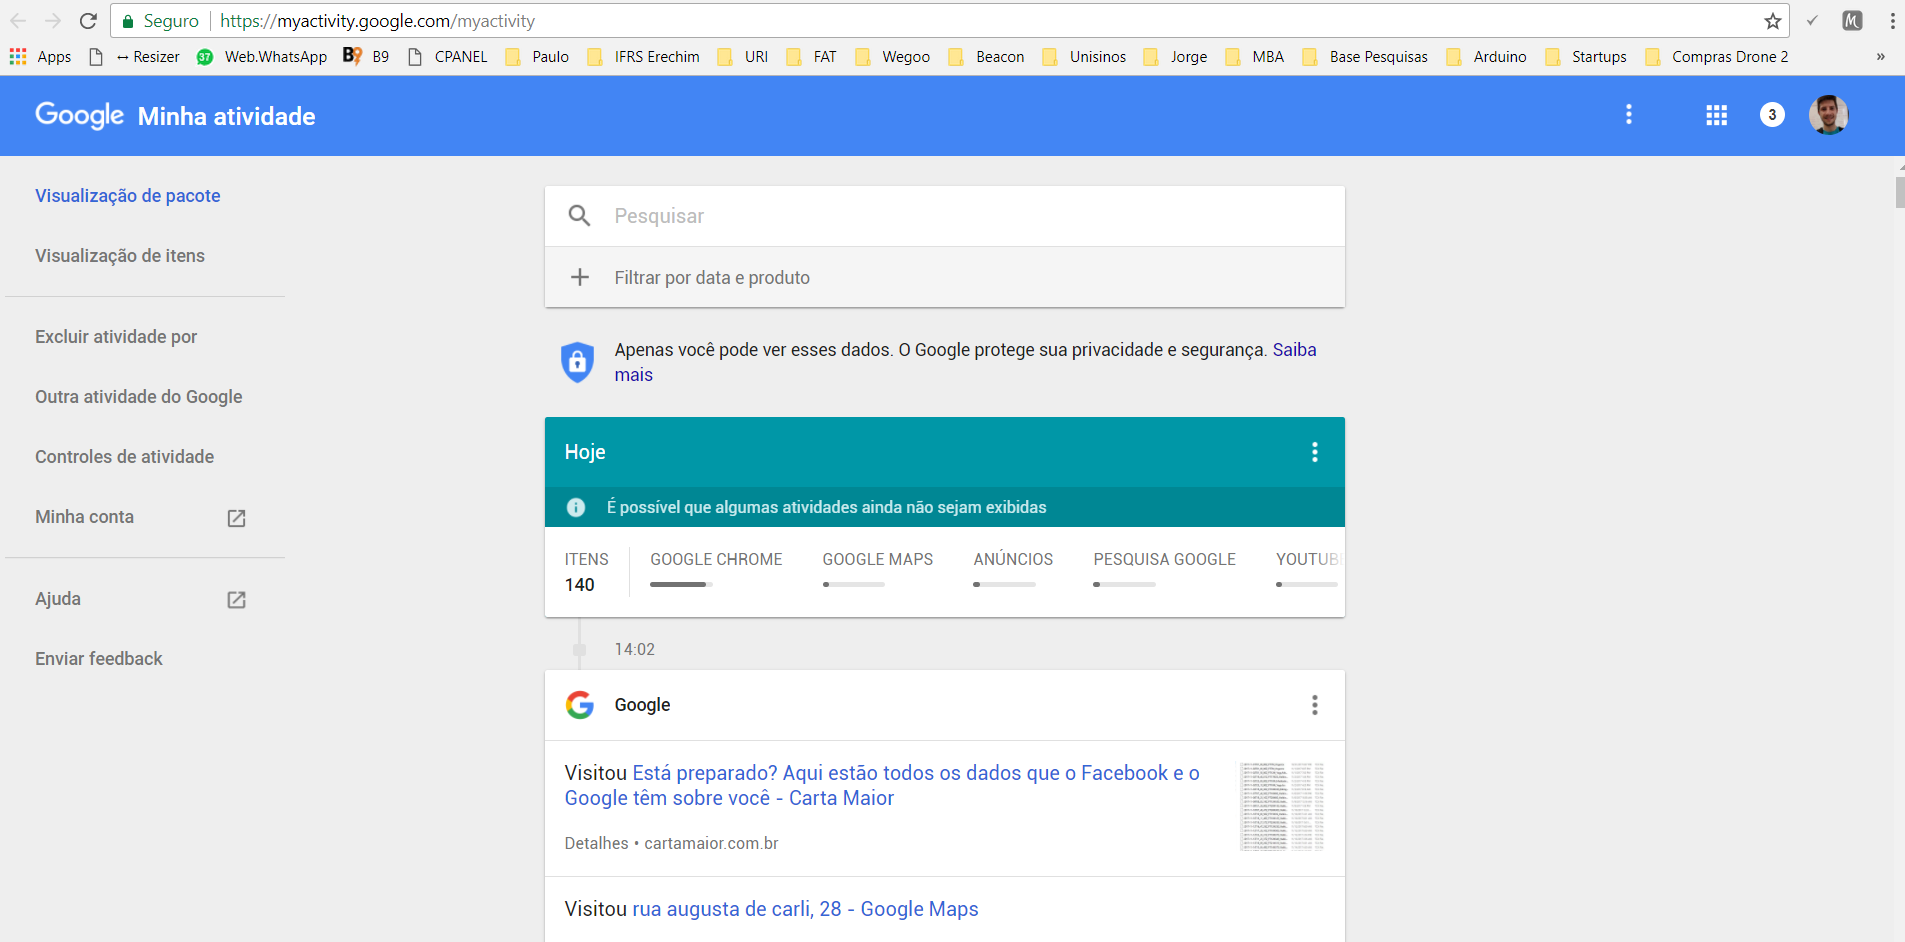 Seguro https://myactivity.google.com/myactivity
Apps Resizer 37 Web.WhatsApp B9 CPANEL Paulo IFRS Erechim URI FAT Wegoo Beacon Unisinos Jorge MBA Base Pesquisas Arduino Startups Compras Drone 2 »
Google Minha atividade 3
Visualização de pacote
Visualização de itens
Excluir atividade por
Outra atividade do Google
Controles de atividade
Minha conta
Ajuda
Enviar feedback
Pesquisar
Filtrar por data e produto
Apenas você pode ver esses dados. O Google protege sua privacidade e segurança. Saiba
mais
Hoje
É possível que algumas atividades ainda não sejam exibidas
ITENS GOOGLE CHROME GOOGLE MAPS ANÚNCIOS PESQUISA GOOGLE YOUTUBE
140
14:02
Google
Visitou Está preparado? Aqui estão todos os dados que o Facebook e o
Google têm sobre você - Carta Maior
Detalhes • cartamaior.com.br
Visitou rua augusta de carli, 28 - Google Maps